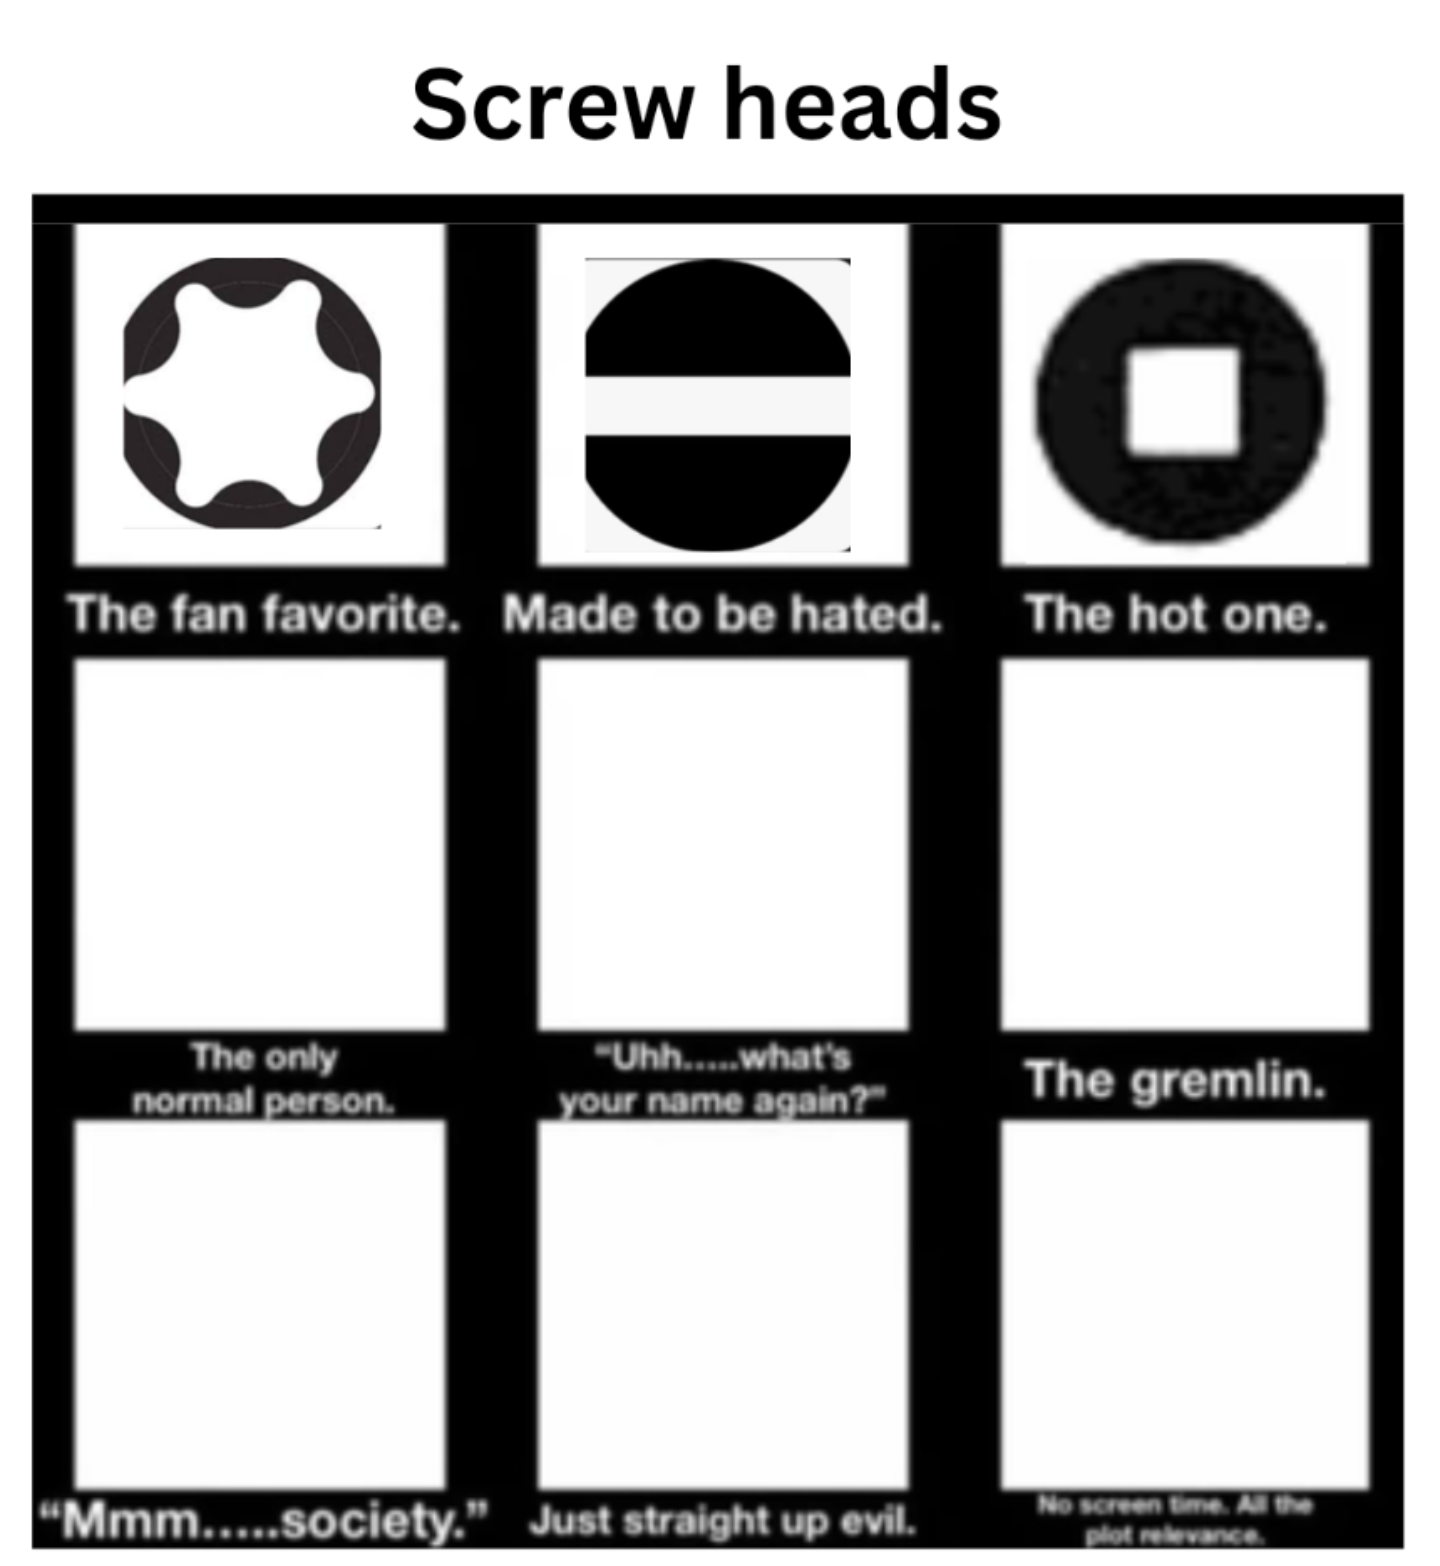 Screw heads
The fan favorite.
Made to be hated.
The hot one.
The only
normal person.
“Uhh.....what's
your name again?”
The gremlin.
“Mmm.....society.”
Just straight up evil.
No screen time. All the
plot relevance.